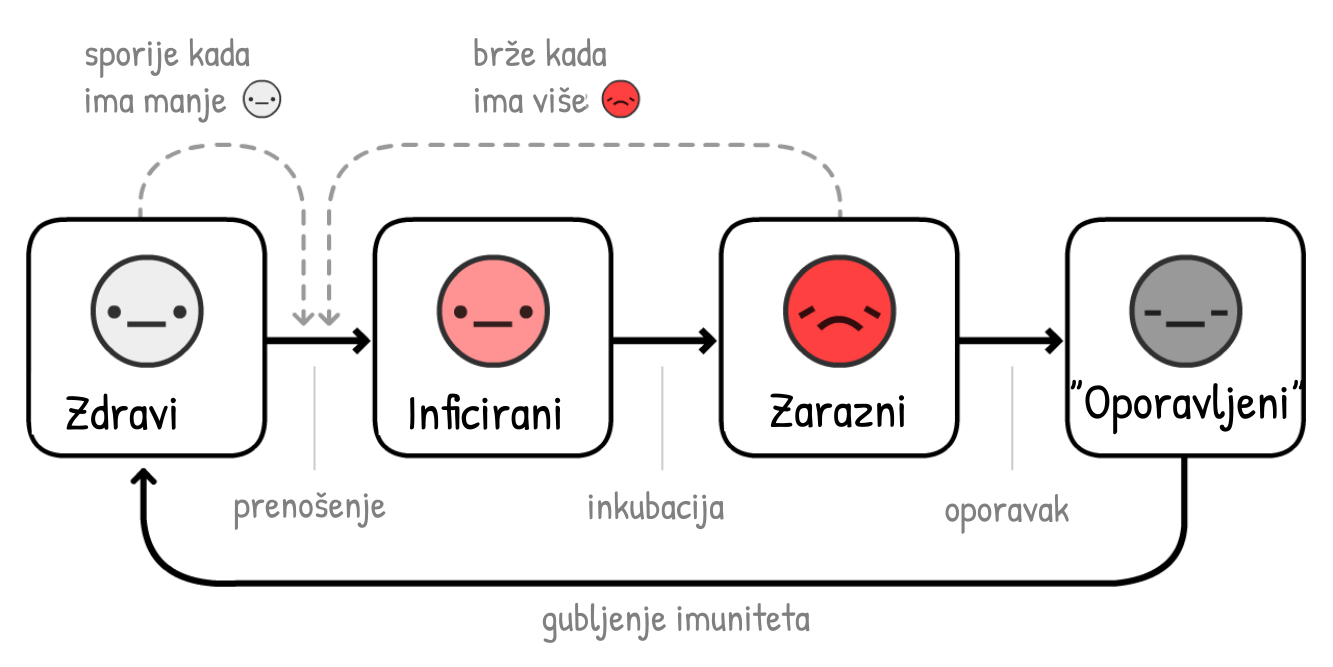 sporije kada
ima manje
brže kada
ima više
Zdravi
Inficirani
Zarazni
"Oporavljeni"
prenošenje
inkubacija
oporavak
gubljenje imuniteta